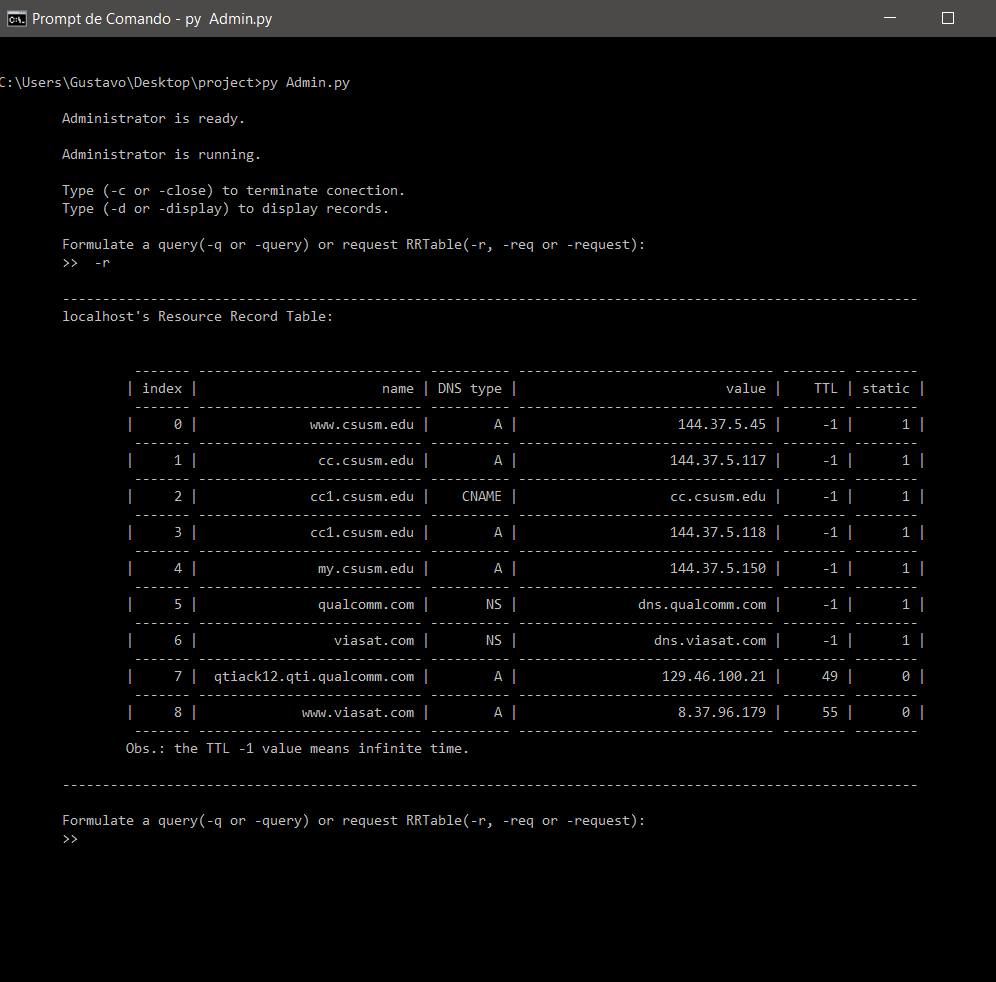 Prompt de Comando - py  Admin.py
C:\Users\Gustavo\Desktop\project>py Admin.py
Administrator is ready.
Administrator is running.
Type (-c or -close) to terminate conection.
Type (-d or -display) to display records.
Formulate a query(-q or -query) or request RRTable(-r, -req or -request):
>>  -r
-----------------------------------------------------------------------------------------------------------
localhost's Resource Record Table:
------- ---------------------------- ---------- -------------------------------- -------- --------
| index |                       name | DNS type |                          value |    TTL | static |
------- ---------------------------- ---------- -------------------------------- -------- --------
|     0 |              www.csusm.edu |        A |                    144.37.5.45 |     -1 |      1 |
------- ---------------------------- ---------- -------------------------------- -------- --------
|     1 |               cc.csusm.edu |        A |                   144.37.5.117 |     -1 |      1 |
------- ---------------------------- ---------- -------------------------------- -------- --------
|     2 |              cc1.csusm.edu |    CNAME |                   cc.csusm.edu |     -1 |      1 |
------- ---------------------------- ---------- -------------------------------- -------- --------
|     3 |              cc1.csusm.edu |        A |                   144.37.5.118 |     -1 |      1 |
------- ---------------------------- ---------- -------------------------------- -------- --------
|     4 |               my.csusm.edu |        A |                   144.37.5.150 |     -1 |      1 |
------- ---------------------------- ---------- -------------------------------- -------- --------
|     5 |               qualcomm.com |       NS |               dns.qualcomm.com |     -1 |      1 |
------- ---------------------------- ---------- -------------------------------- -------- --------
|     6 |                 viasat.com |       NS |                 dns.viasat.com |     -1 |      1 |
------- ---------------------------- ---------- -------------------------------- -------- --------
|     7 |  qtiack12.qti.qualcomm.com |        A |                  129.46.100.21 |     49 |      0 |
------- ---------------------------- ---------- -------------------------------- -------- --------
|     8 |             www.viasat.com |        A |                    8.37.96.179 |     55 |      0 |
------- ---------------------------- ---------- -------------------------------- -------- --------
Obs.: the TTL -1 value means infinite time.
-----------------------------------------------------------------------------------------------------------
Formulate a query(-q or -query) or request RRTable(-r, -req or -request):
>>